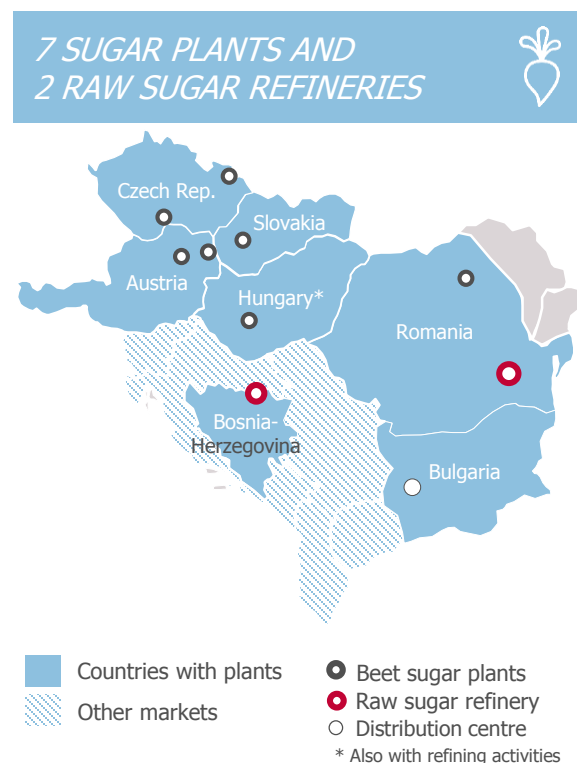 7 SUGAR PLANTS AND
2 RAW SUGAR REFINERIES
Czech Rep.
Slovakia
Austria
Hungary*
Romania
Bosnia-
Herzegovina
Bulgaria
Countries with plants
Other markets
Beet sugar plants
Raw sugar refinery
Distribution centre
* Also with refining activities